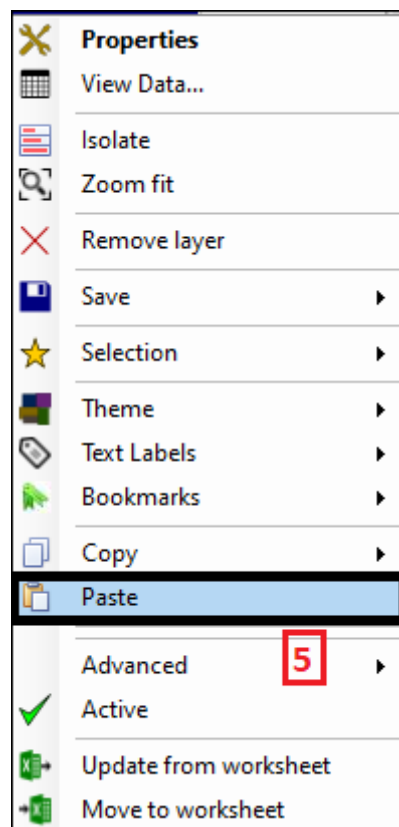 Properties
View Data...
Isolate
Zoom fit
Remove layer
Save
Selection
Theme
Text Labels
Bookmarks
Copy
Paste
5
Advanced
Active
Update from worksheet
Move to worksheet